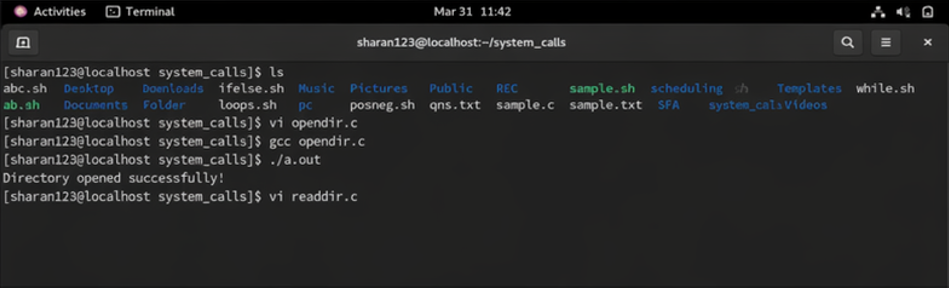 Activities Terminal Mar 31 11:42
sharan123@localhost:~/system_calls
[sharan123@localhost system_calls]$ ls
abc.sh Desktop Downloads ifelse.sh Music Pictures Public REC sample.sh scheduling Templates while.sh
ab.sh Documents Folder loops.sh pc posneg.sh qns.txt sample.c sample.txt SFA Videos
[sharan123@localhost system_calls]$ vi opendir.c
[sharan123@localhost system_calls]$ gcc opendir.c
[sharan123@localhost system_calls]$ ./a.out
Directory opened successfully!
[sharan123@localhost system_calls]$ vi readdir.c